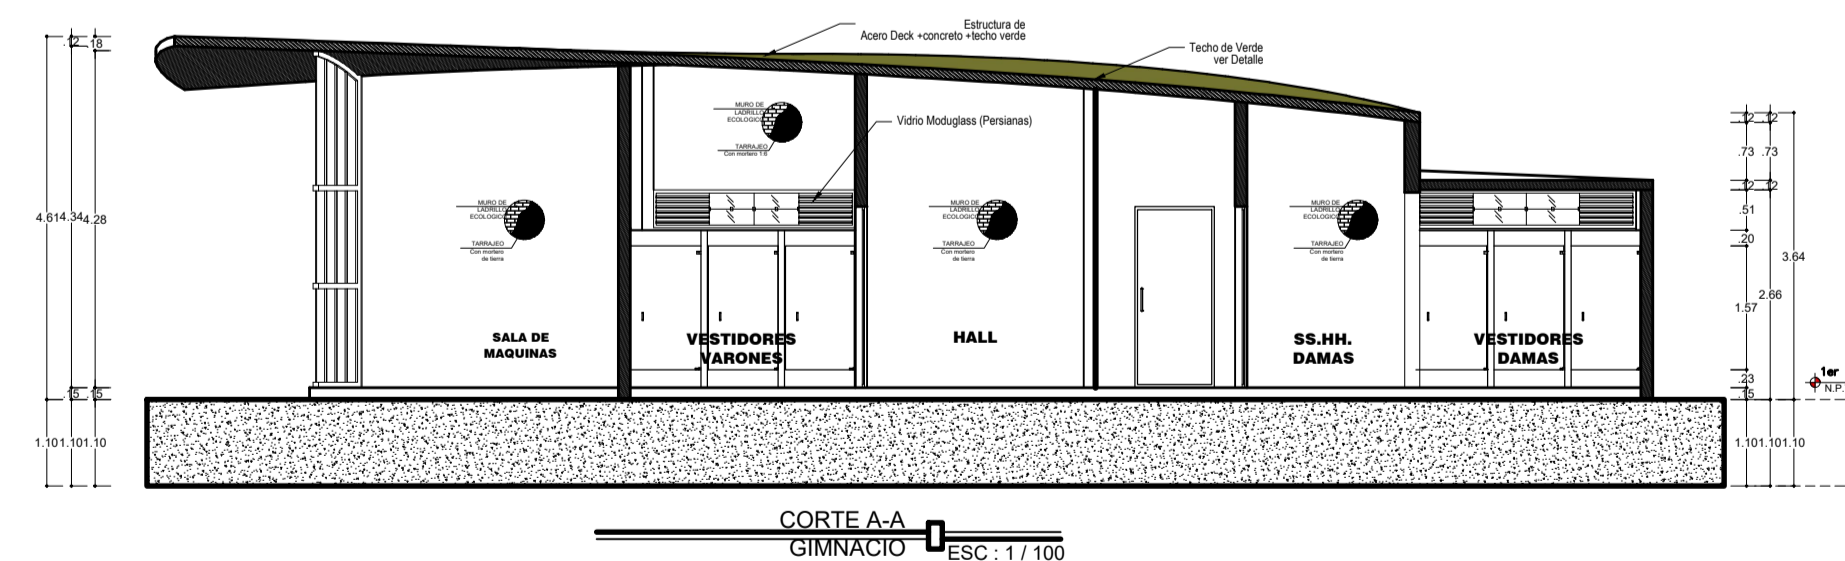 Estructura de
Acero Deck +concreto +techo verde
Techo de Verde
ver Detalle
Vidrio Moduglass (Persianas)
MURO DE
LADRILLO
ECOLOGICO
TARRAJEO
Con mortero 1:6
MURO DE
LADRILLO
ECOLOGICO
TARRAJEO
Con mortero
de tierra
MURO DE
LADRILLO
ECOLOGICO
TARRAJEO
Con mortero
de tierra
MURO DE
LADRILLO
ECOLOGICO
TARRAJEO
Con mortero
de tierra
SALA DE
MAQUINAS
VESTIDORES
VARONES
HALL
SS.HH.
DAMAS
VESTIDORES
DAMAS
.12 .18
4.61 4.34 4.28
.15 .15
1.10 1.10 1.10
.12 .12
.73 .73
.12 .12
.51
.20
3.64
2.66
1.57
.23
.15
1.10 1.10 1.10
1er
N.P.
CORTE A-A
GIMNACIO
ESC : 1 / 100